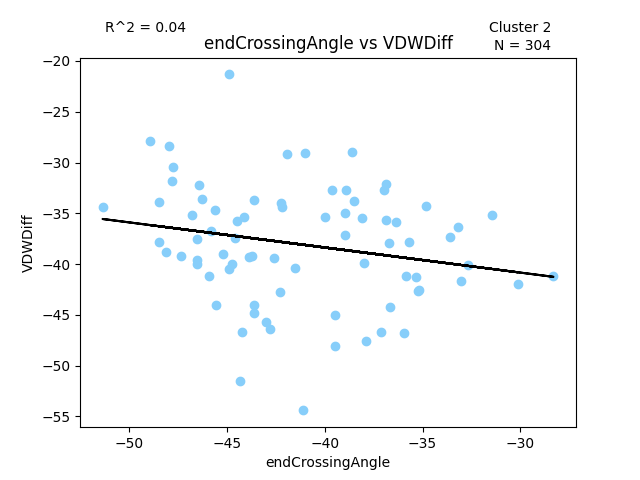 R^2 = 0.04
Cluster 2
endCrossingAngle vs VDWDiff
N = 304
−20
−25
−30
−35
−40
−45
−50
−55
VDWDiff
−50
−45
−40
−35
−30
endCrossingAngle